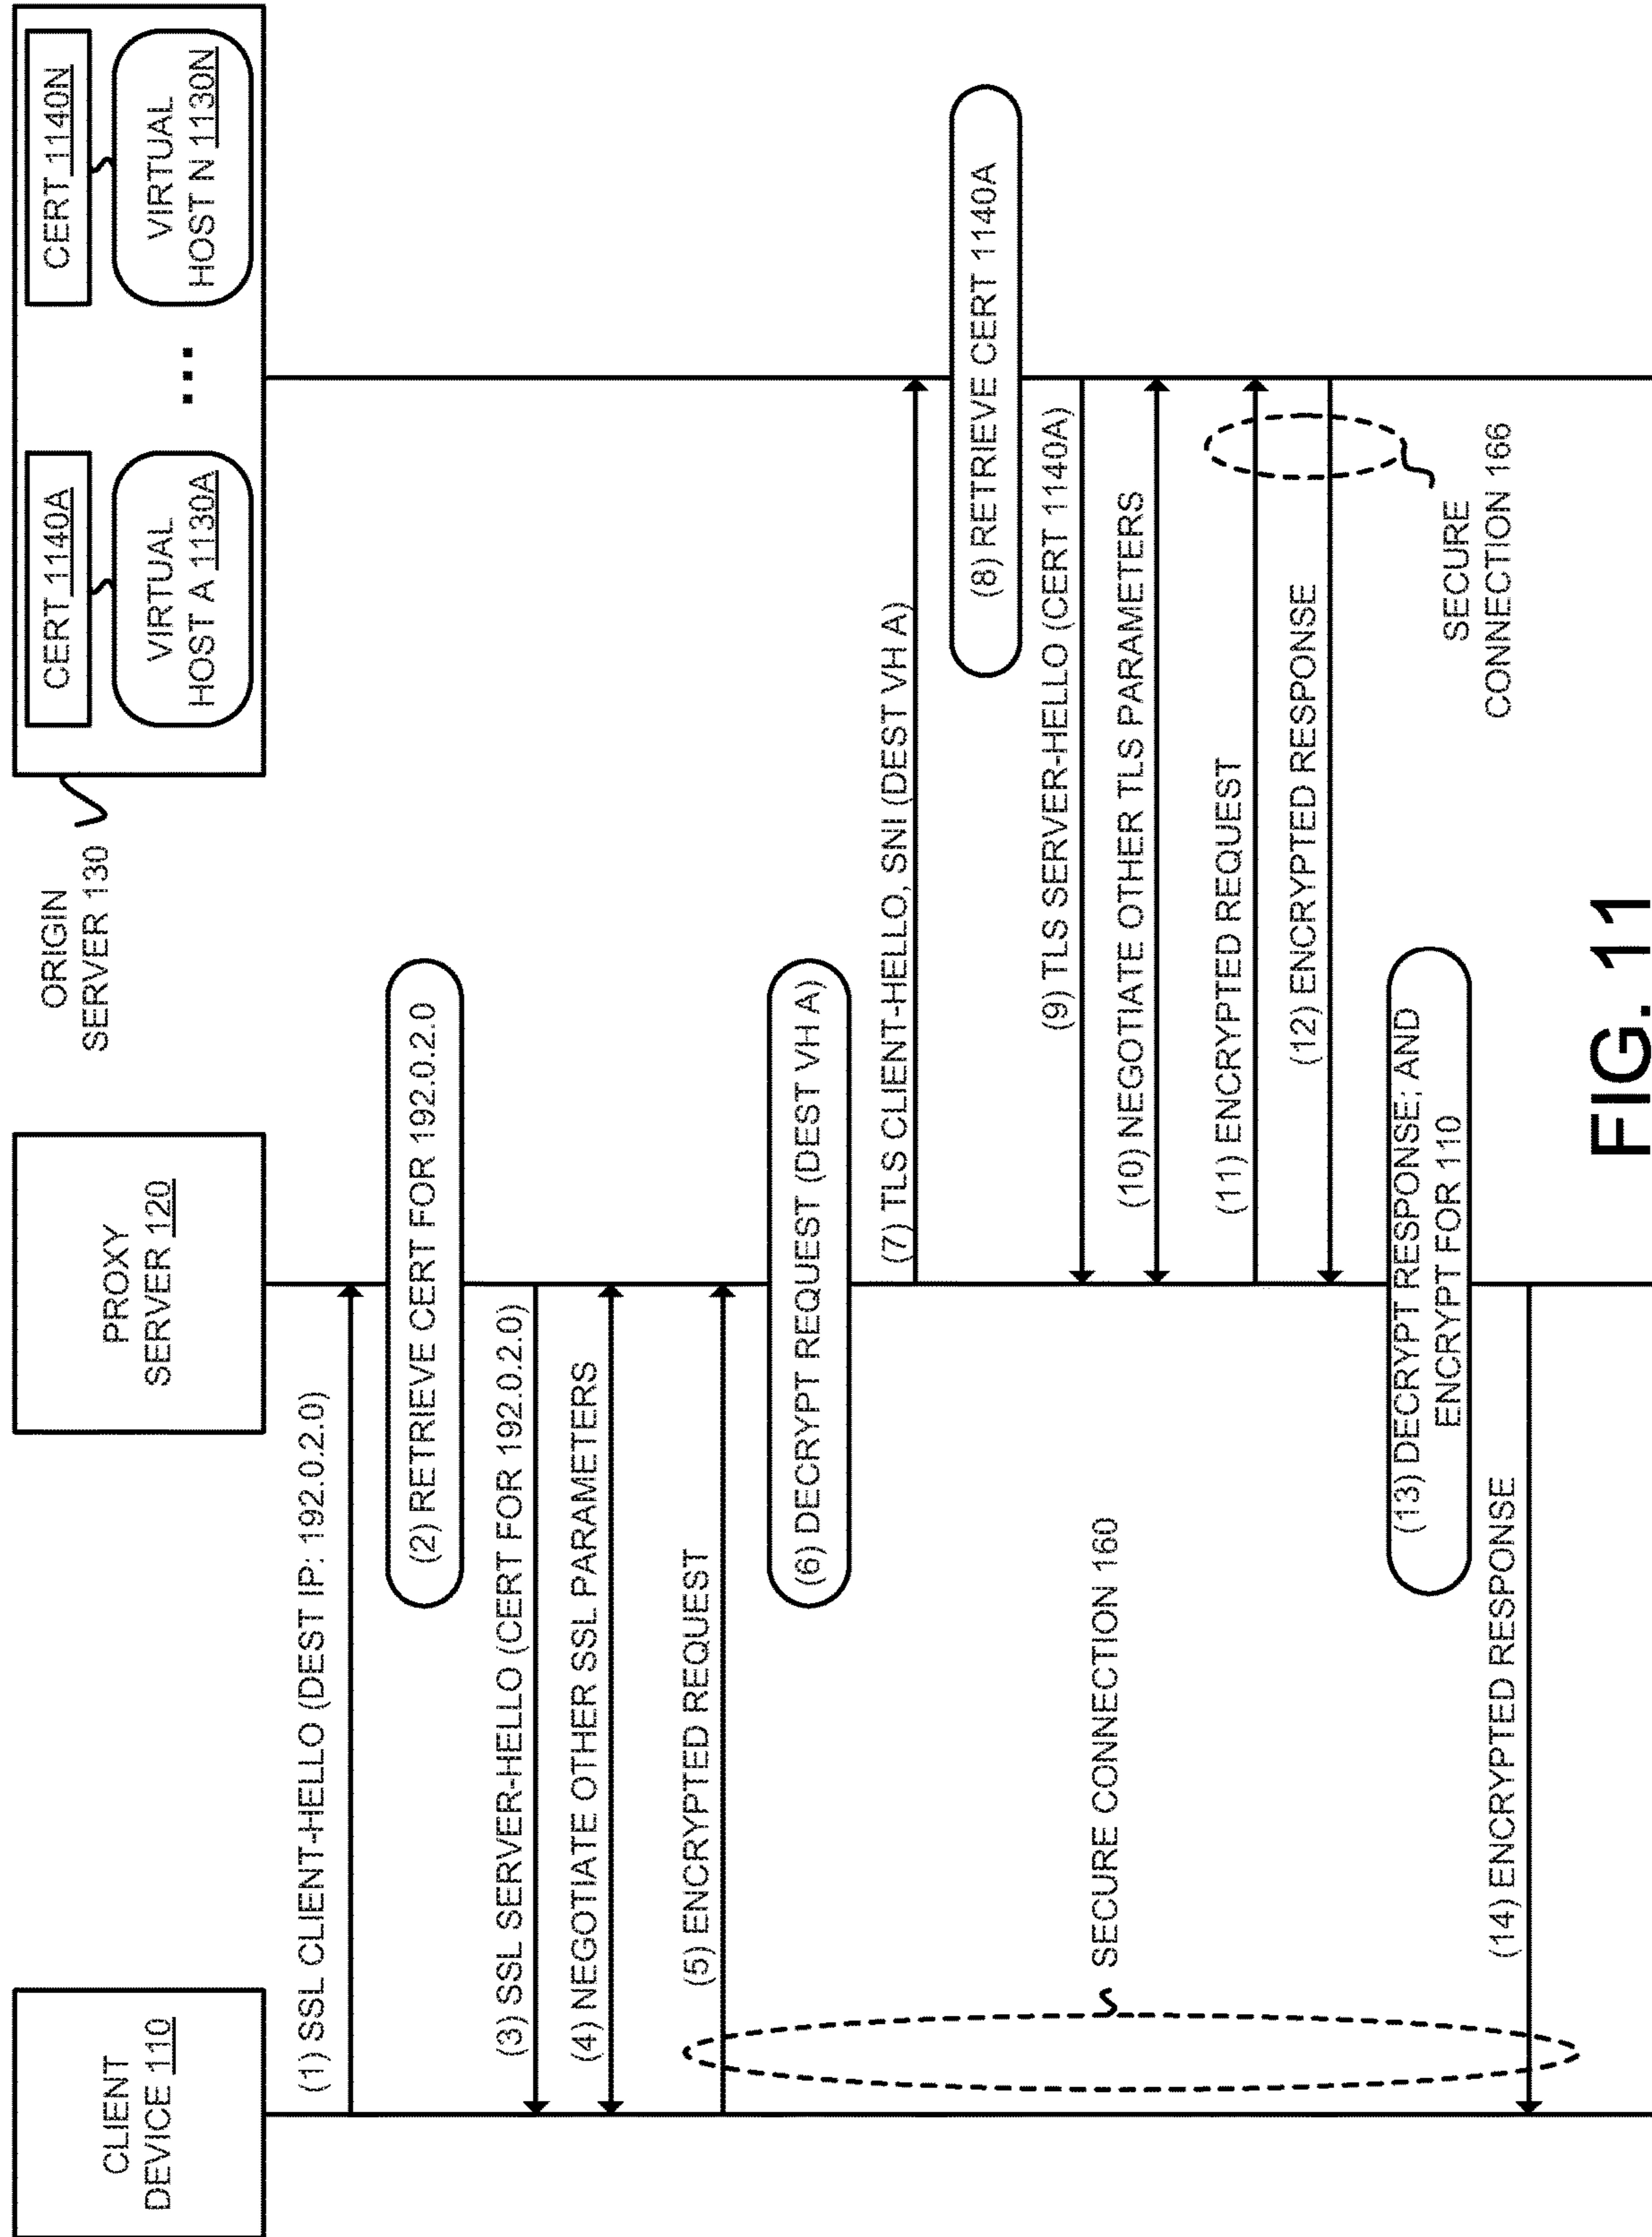 CLIENT
DEVICE 110
PROXY
SERVER 120
ORIGIN
SERVER 130
CERT 1140A
VIRTUAL
HOST A 1130A
...
CERT 1140N
VIRTUAL
HOST N 1130N
(1) SSL CLIENT-HELLO (DEST IP: 192.0.2.0)
(2) RETRIEVE CERT FOR 192.0.2.0
(3) SSL SERVER-HELLO (CERT FOR 192.0.2.0)
(4) NEGOTIATE OTHER SSL PARAMETERS
(5) ENCRYPTED REQUEST
(6) DECRYPT REQUEST (DEST VH A)
(7) TLS CLIENT-HELLO, SNI (DEST VH A)
(8) RETRIEVE CERT 1140A
(9) TLS SERVER-HELLO (CERT 1140A)
(10) NEGOTIATE OTHER TLS PARAMETERS
(11) ENCRYPTED REQUEST
(12) ENCRYPTED RESPONSE
SECURE
CONNECTION 166
SECURE CONNECTION 160
(13) DECRYPT RESPONSE; AND
ENCRYPT FOR 110
(14) ENCRYPTED RESPONSE
FIG. 11